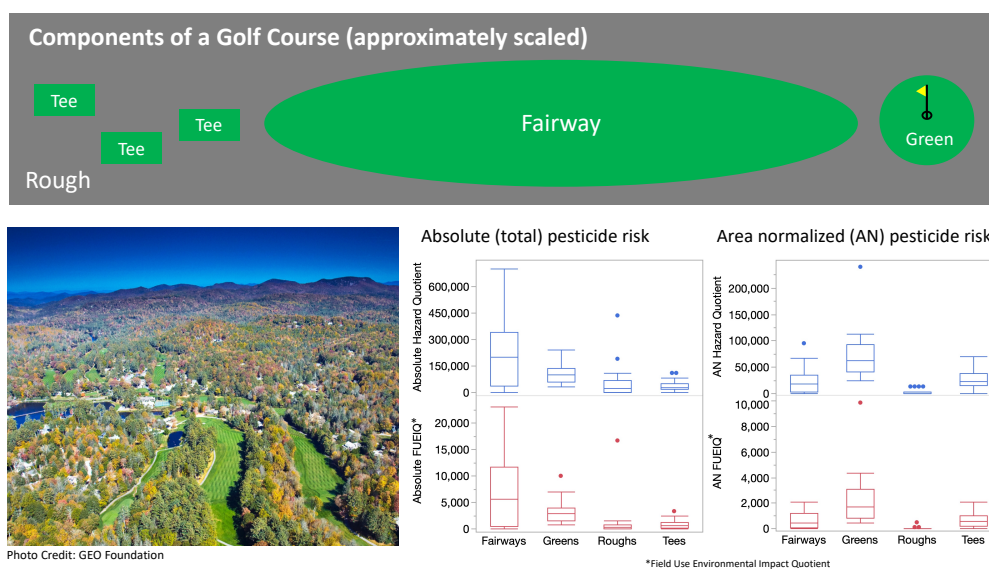 Components of a Golf Course (approximately scaled)
Tee
Tee
Tee
Fairway
Green
Rough
Absolute (total) pesticide risk
Area normalized (AN) pesticide risk
Absolute Hazard Quotient
600,000
450,000
300,000
150,000
0
AN Hazard Quotient
200,000
150,000
100,000
50,000
0
Absolute FUEIQ*
20,000
15,000
10,000
5,000
0
AN FUEIQ*
10,000
8,000
6,000
4,000
2,000
0
Fairways Greens Roughs Tees
Fairways Greens Roughs Tees
Photo Credit: GEO Foundation
*Field Use Environmental Impact Quotient